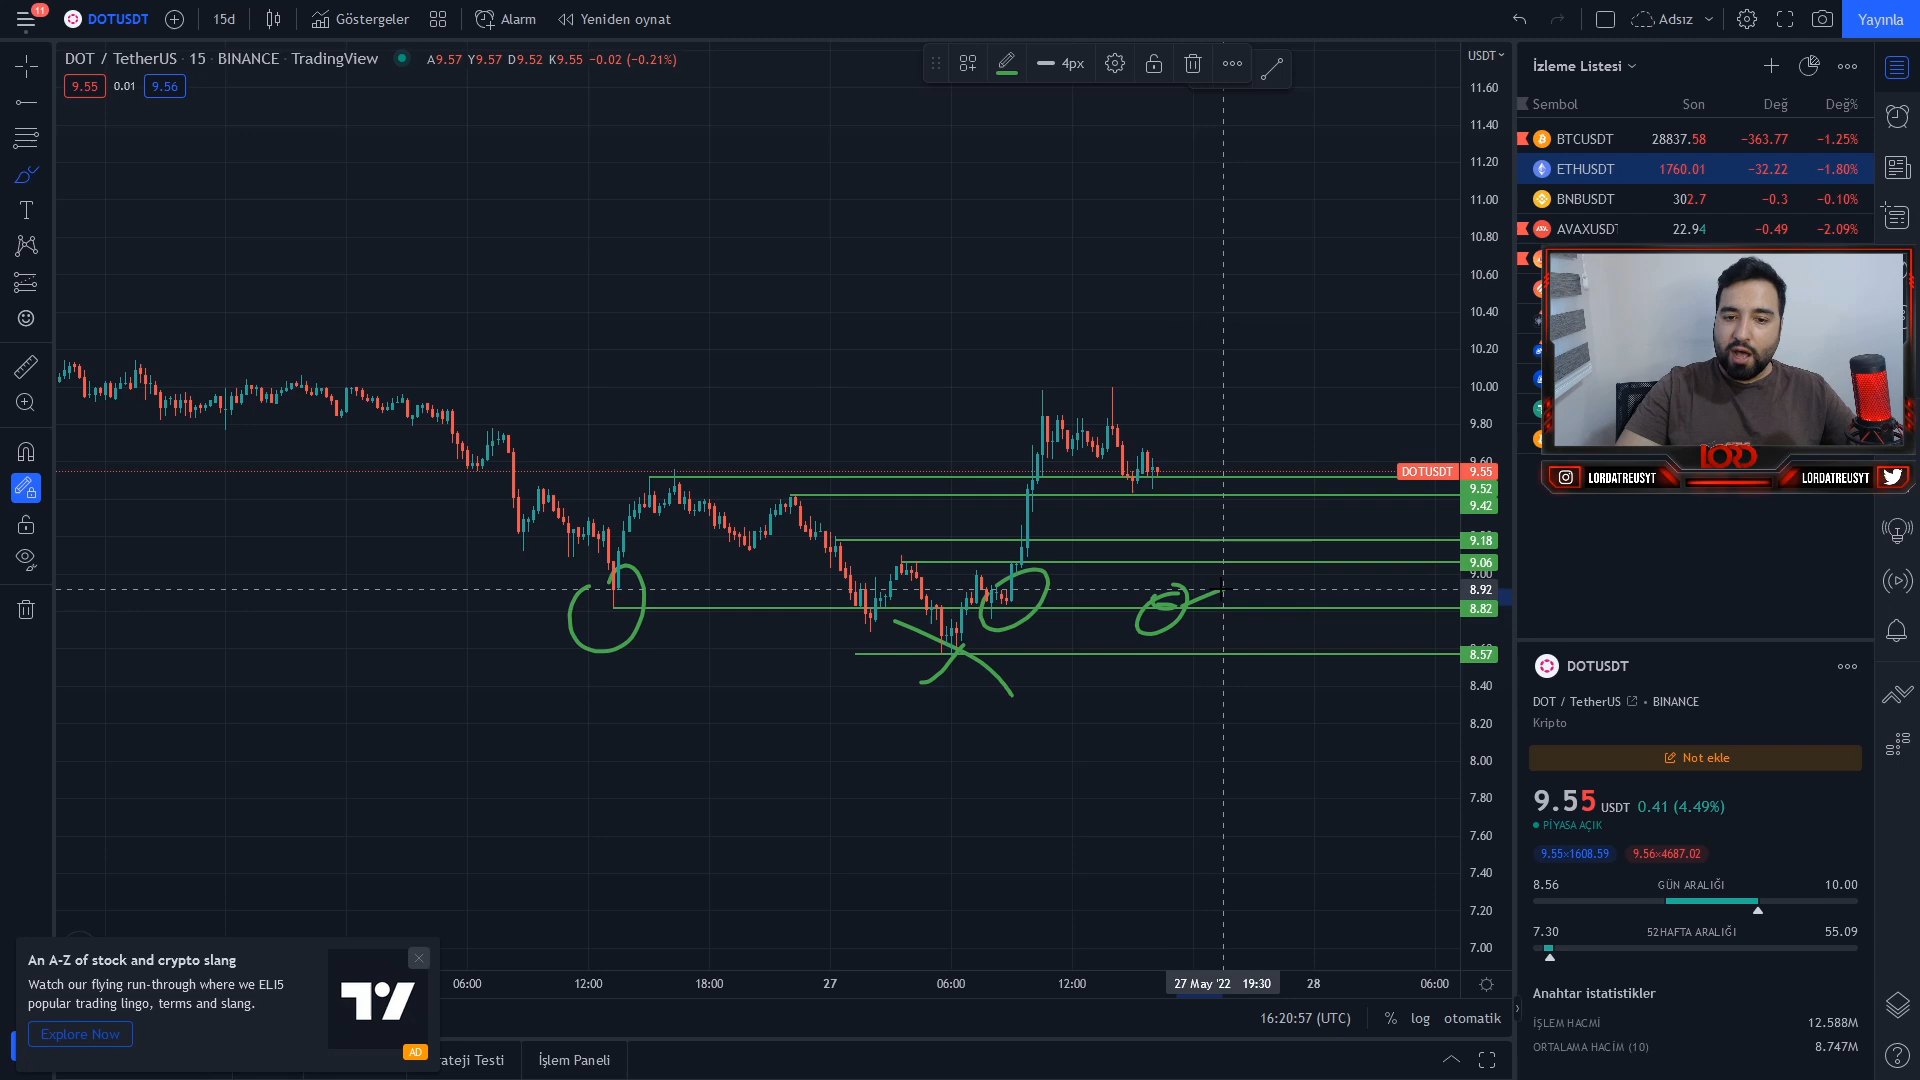 11
DOTUSDT
15d
Göstergeler
Alarm
Yeniden oynat
Adsız
Yayınla
DOT / TetherUS · 15 · BINANCE · TradingView
A9.57 Y9.57 D9.52 K9.55 −0.02 (−0.21%)
9.55 0.01 9.56
4px
USDT
11.60
11.40
11.20
11.00
10.80
10.60
10.40
10.20
10.00
9.80
9.60
DOTUSDT 9.55
9.52
9.42
9.18
9.06
9.00
8.92
8.82
8.57
8.40
8.20
8.00
7.80
7.60
7.40
7.20
7.00
06:00
12:00
18:00
27
06:00
12:00
27 May '22 19:30
28
06:00
16:20:57 (UTC)
%
log
otomatik
ateji Testi
İşlem Paneli
An A-Z of stock and crypto slang
Watch our flying run-through where we ELI5
popular trading lingo, terms and slang.
Explore Now
AD
İzleme Listesi
Sembol Son Değ Değ%
BTCUSDT 28837.58 −363.77 −1.25%
ETHUSDT 1760.01 −32.22 −1.80%
BNBUSDT 302.7 −0.3 −0.10%
AVAXUSDT 22.94 −0.49 −2.09%
LORD
LORDATREUSYT
LORDATREUSYT
DOTUSDT
DOT / TetherUS • BINANCE
Kripto
Not ekle
9.55 USDT 0.41 (4.49%)
PİYASA AÇIK
9.55×1608.59 9.56×4687.02
8.56 GÜN ARALIĞI 10.00
7.30 52HAFTA ARALIĞI 55.09
Anahtar istatistikler
İŞLEM HACMİ 12.588M
ORTALAMA HACİM (10) 8.747M